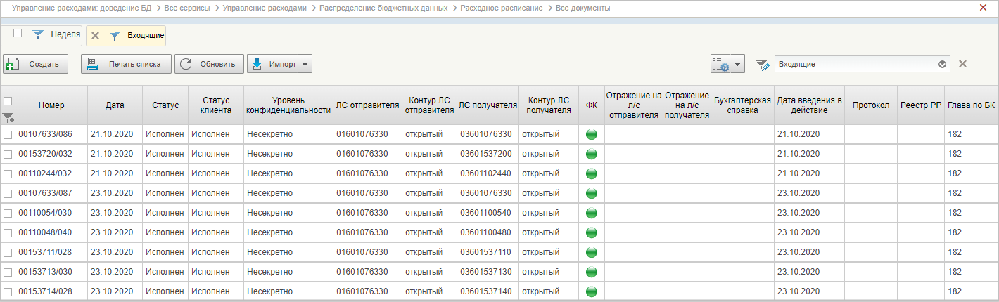 Управление расходами: доведение БД > Все сервисы > Управление расходами > Распределение бюджетных данных > Расходное расписание > Все документы
Неделя Входящие
Создать Печать списка Обновить Импорт Входящие
Номер Дата Статус Статус клиента Уровень конфиденциальности ЛС отправителя Контур ЛС отправителя ЛС получателя Контур ЛС получателя ФК Отражение на л/с отправителя Отражение на л/с получателя Бухгалтерская справка Дата введения в действие Протокол Реестр РР Глава по БК
00107633/086 21.10.2020 Исполнен Исполнен Несекретно 01601076330 открытый 03601076330 открытый 21.10.2020 182
00153720/032 21.10.2020 Исполнен Исполнен Несекретно 01601076330 открытый 03601537200 открытый 21.10.2020 182
00110244/032 21.10.2020 Исполнен Исполнен Несекретно 01601076330 открытый 03601102440 открытый 21.10.2020 182
00107633/087 23.10.2020 Исполнен Исполнен Несекретно 01601076330 открытый 03601076330 открытый 23.10.2020 182
00110054/030 23.10.2020 Исполнен Исполнен Несекретно 01601076330 открытый 03601100540 открытый 23.10.2020 182
00110048/040 23.10.2020 Исполнен Исполнен Несекретно 01601076330 открытый 03601100480 открытый 23.10.2020 182
00153711/028 23.10.2020 Исполнен Исполнен Несекретно 01601076330 открытый 03601537110 открытый 23.10.2020 182
00153713/030 23.10.2020 Исполнен Исполнен Несекретно 01601076330 открытый 03601537130 открытый 23.10.2020 182
00153714/028 23.10.2020 Исполнен Исполнен Несекретно 01601076330 открытый 03601537140 открытый 23.10.2020 182